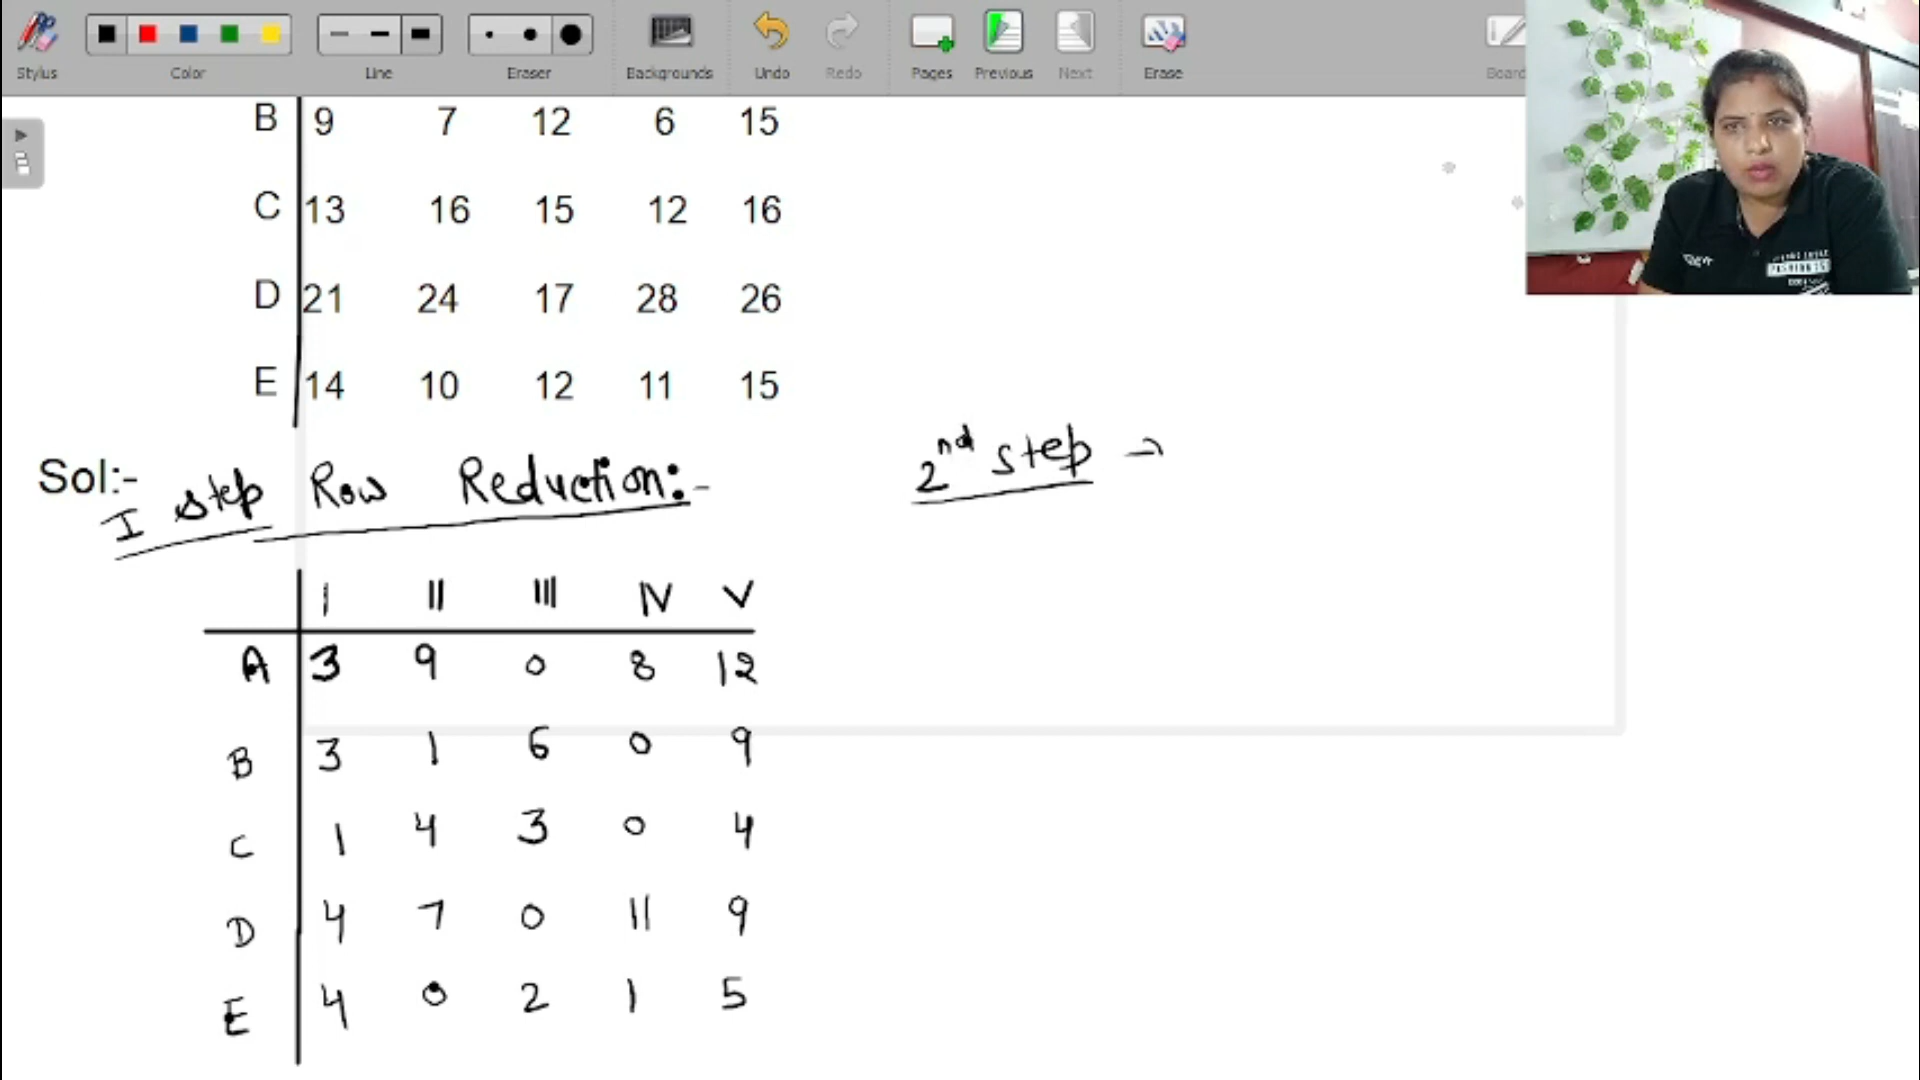 Stylus Color Line Eraser Backgrounds Undo Redo Pages Previous Next Erase Board
B 9 7 12 6 15
C 13 16 15 12 16
D 21 24 17 28 26
E 14 10 12 11 15
Sol:- I step Row Reduction:-
2nd step →
I II III IV V
A 3 9 0 8 12
B 3 1 6 0 9
C 1 4 3 0 4
D 4 7 0 11 9
E 4 0 2 1 5